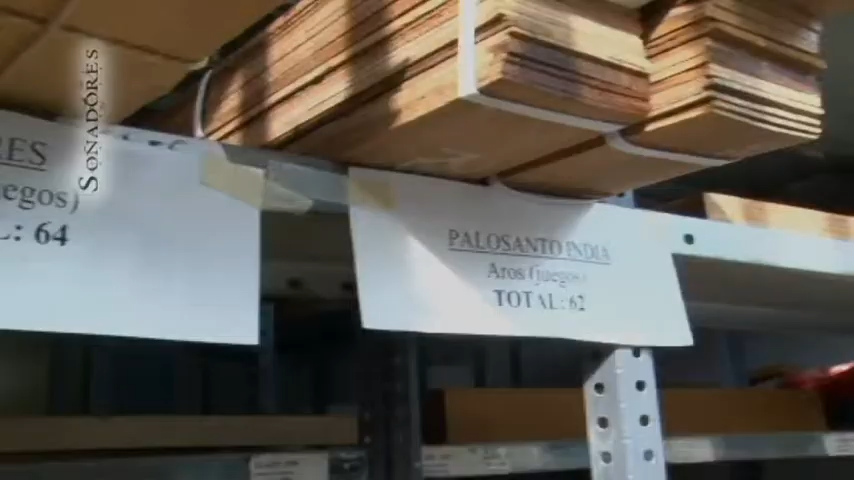 SOÑADORES
RES
egos)
L: 64
PALOSANTO INDIA
Aros (Juegos)
TOTAL: 62